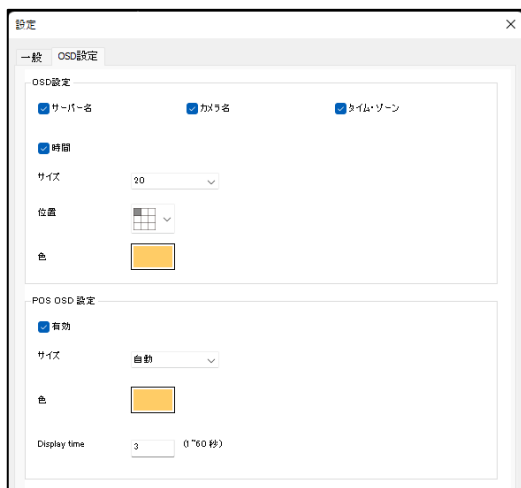 設定
一般 OSD設定
OSD設定
サーバー名 カメラ名 タイム・ゾーン
時間
サイズ 20
位置
色
POS OSD 設定
有効
サイズ 自動
色
Display time 3 (1~60 秒)